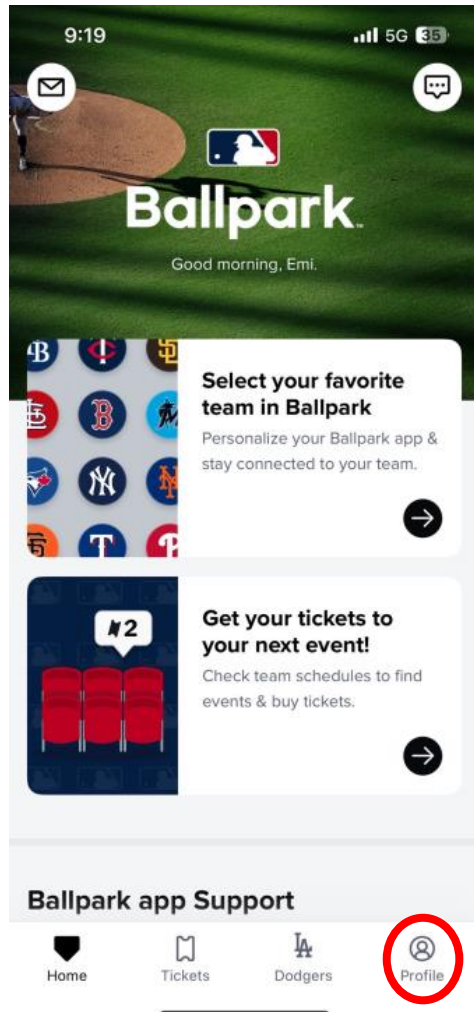 9:19
5G 35
Ballpark™
Good morning, Emi.
Select your favorite
team in Ballpark
Personalize your Ballpark app &
stay connected to your team.
Get your tickets to
your next event!
2
Check team schedules to find
events & buy tickets.
Ballpark app Support
Home Tickets Dodgers Profile